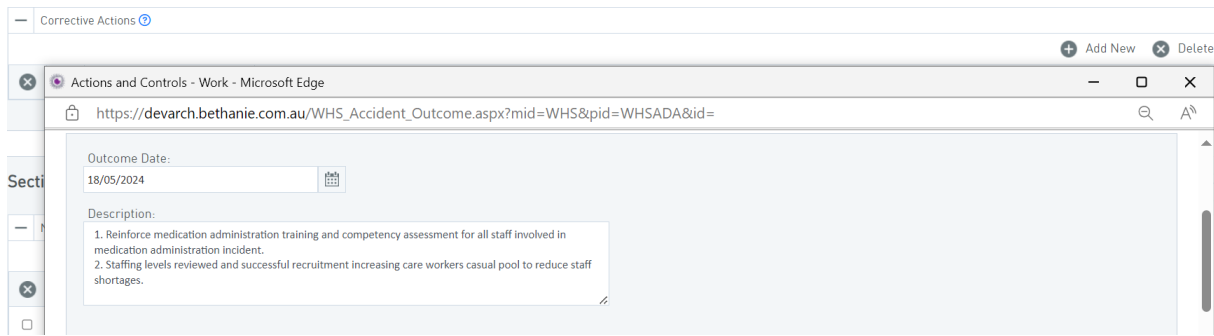 Corrective Actions ?
Add New Delete
Actions and Controls - Work - Microsoft Edge
https://devarch.bethanie.com.au/WHS_Accident_Outcome.aspx?mid=WHS&pid=WHSADA&id=
Outcome Date:
Secti
18/05/2024
Description:
1. Reinforce medication administration training and competency assessment for all staff involved in
medication administration incident.
2. Staffing levels reviewed and successful recruitment increasing care workers casual pool to reduce staff
shortages.